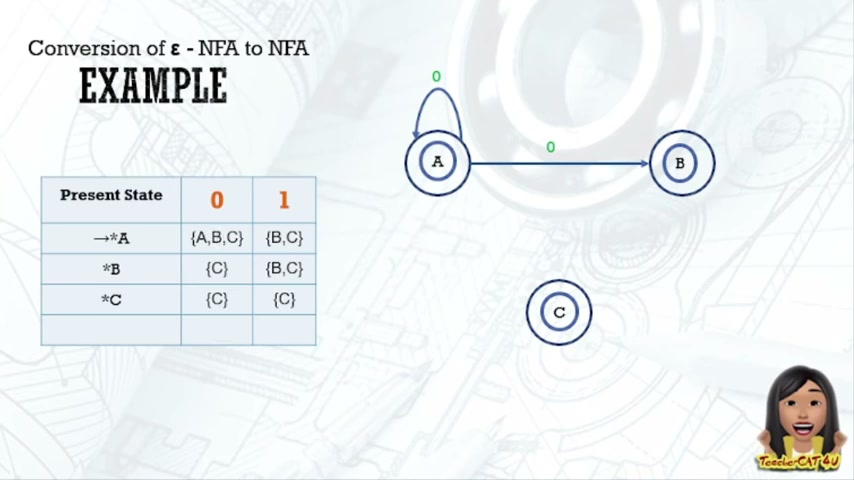 Conversion of ε - NFA to NFA
EXAMPLE
Present State 0 1
→*A {A,B,C} {B,C}
*B {C} {B,C}
*C {C} {C}
0
0
A
B
C
TeacherCAT4U